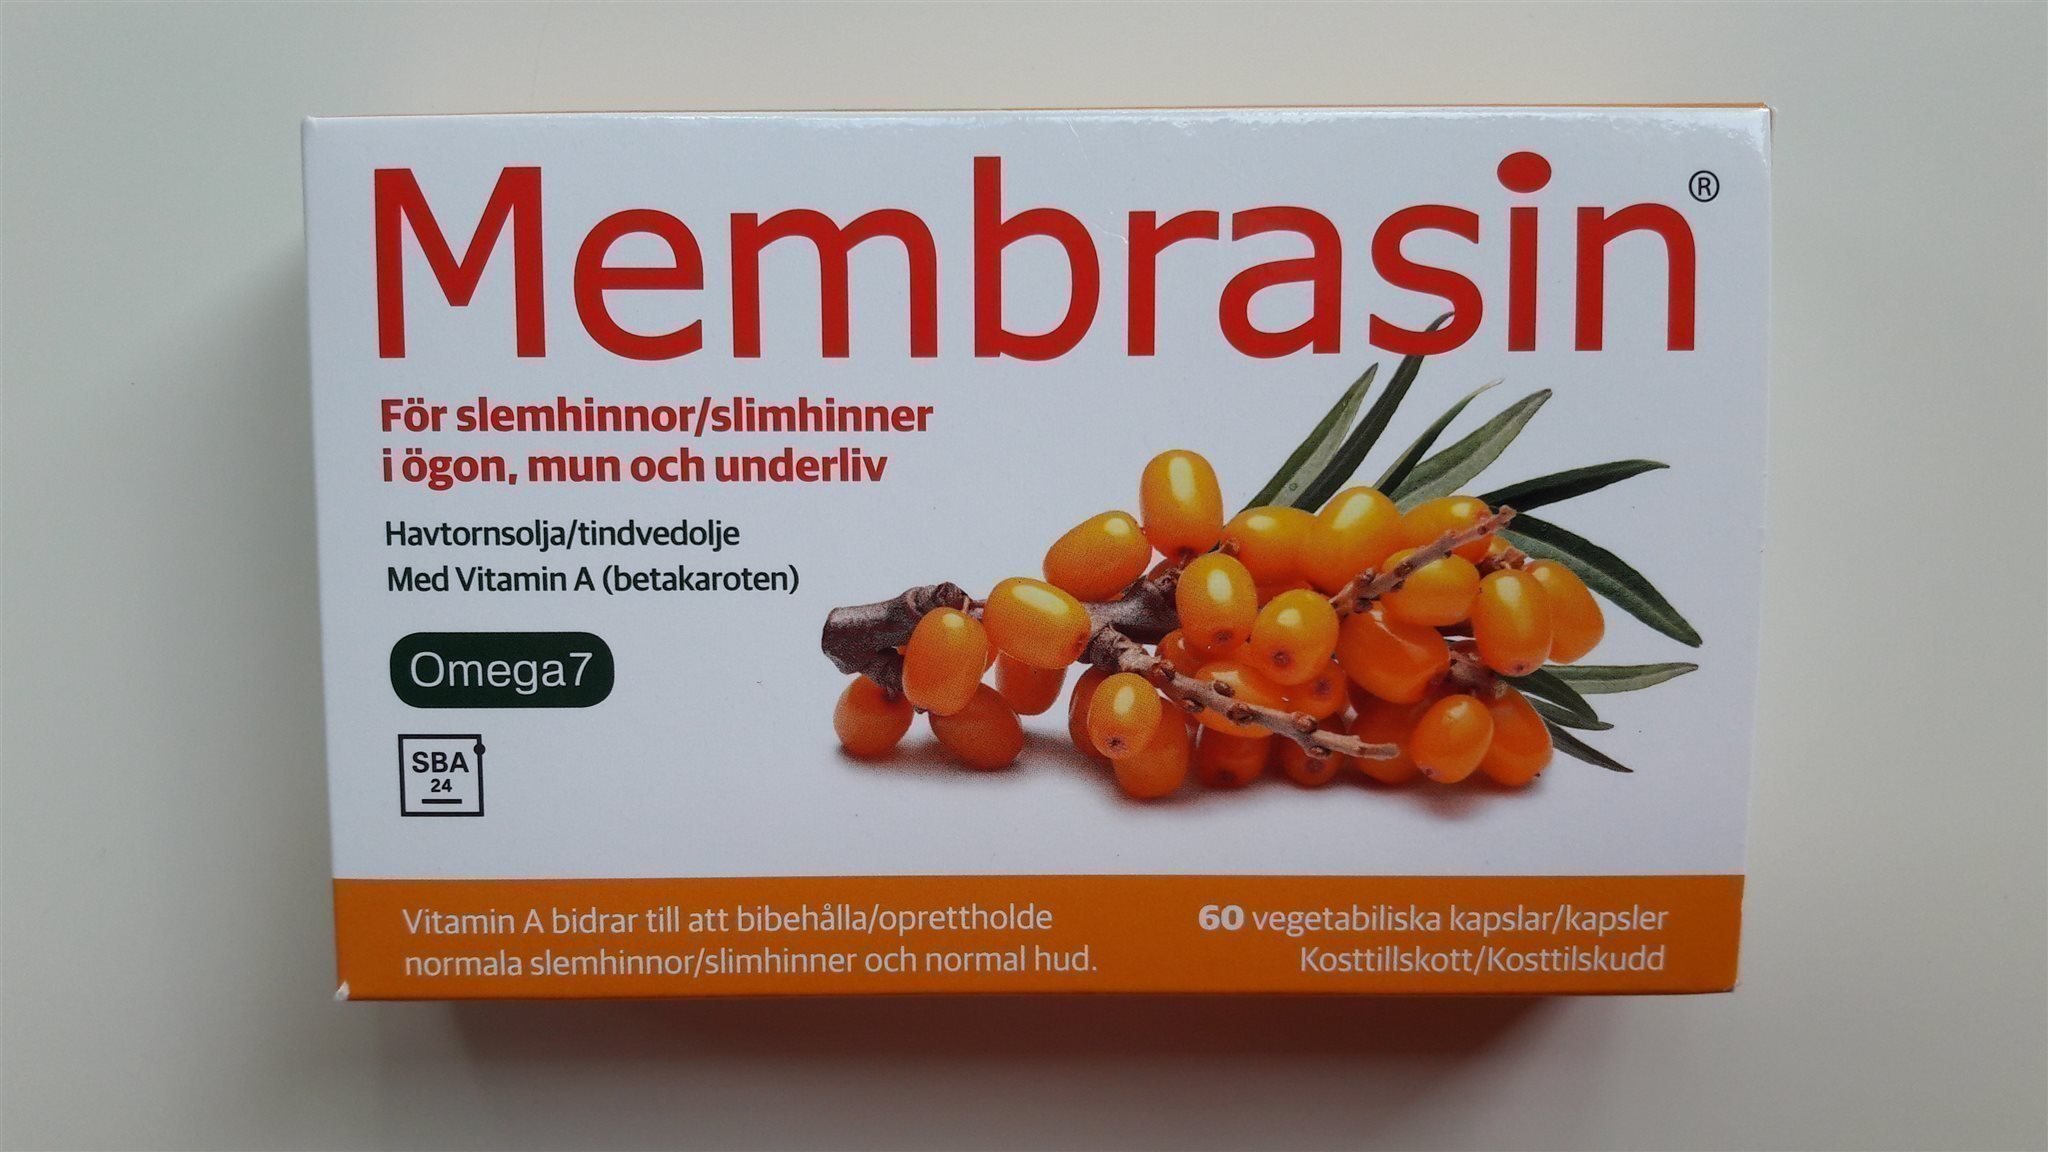 Membrasin®
För slemhinnor/slimhinner
i ögon, mun och underliv
Havtornsolja/tindvedolje
Med Vitamin A (betakaroten)
Omega7
SBA
24
Vitamin A bidrar till att bibehålla/oprettholde
normala slemhinnor/slimhinner och normal hud.
60 vegetabiliska kapslar/kapsler
Kosttillskott/Kosttilskudd